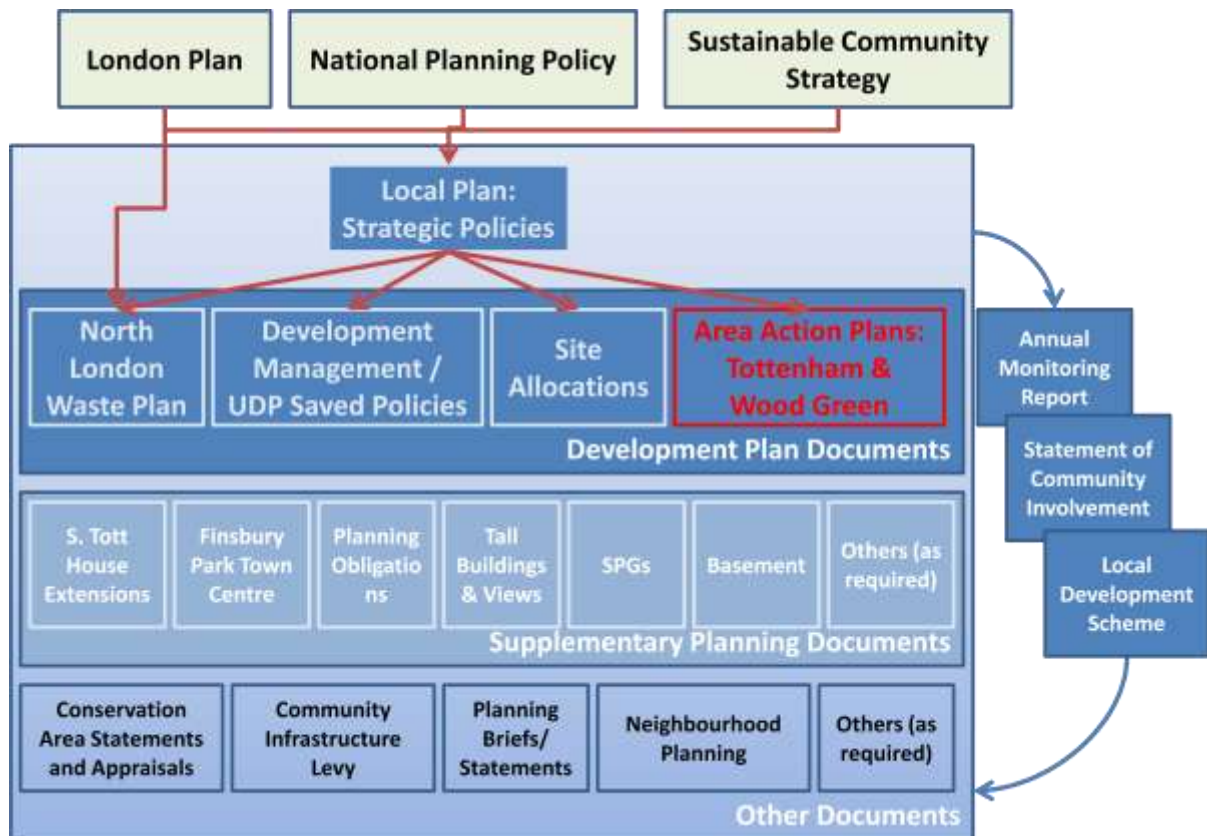 London Plan
National Planning Policy
Sustainable Community
Strategy
Local Plan:
Strategic Policies
North
London
Waste Plan
Development
Management /
UDP Saved Policies
Site
Allocations
Area Action Plans:
Tottenham &
Wood Green
Development Plan Documents
Annual
Monitoring
Report
Statement of
Community
Involvement
Local
Development
Scheme
S. Tott
House
Extensions
Finsbury
Park Town
Centre
Planning
Obligatio
ns
Tall
Buildings
& Views
SPGs
Basement
Others (as
required)
Supplementary Planning Documents
Conservation
Area Statements
and Appraisals
Community
Infrastructure
Levy
Planning
Briefs/
Statements
Neighbourhood
Planning
Others (as
required)
Other Documents